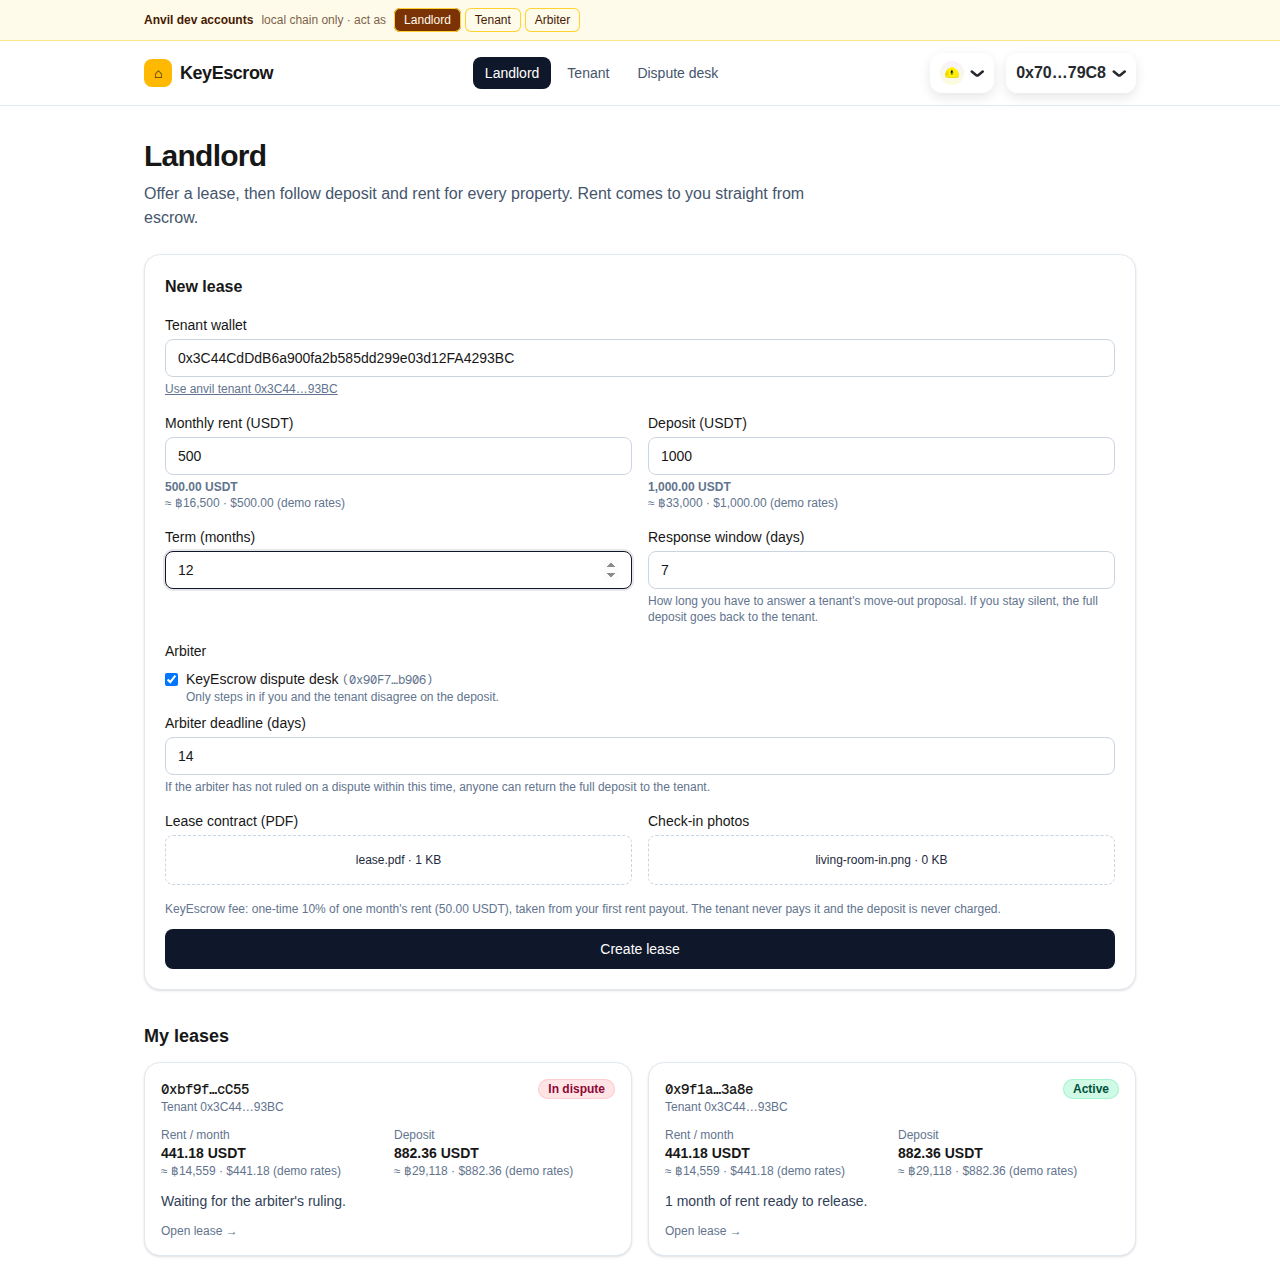 Anvil dev accounts local chain only · act as Landlord Tenant Arbiter
KeyEscrow Landlord Tenant Dispute desk 0x70…79C8
Landlord
Offer a lease, then follow deposit and rent for every property. Rent comes to you straight from
escrow.
New lease
Tenant wallet
0x3C44CdDdB6a900fa2b585dd299e03d12FA4293BC
Use anvil tenant 0x3C44…93BC
Monthly rent (USDT) Deposit (USDT)
500 1000
500.00 USDT 1,000.00 USDT
≈ ฿16,500 · $500.00 (demo rates) ≈ ฿33,000 · $1,000.00 (demo rates)
Term (months) Response window (days)
12 7
How long you have to answer a tenant's move-out proposal. If you stay silent, the full
deposit goes back to the tenant.
Arbiter
KeyEscrow dispute desk (0x90F7…b906)
Only steps in if you and the tenant disagree on the deposit.
Arbiter deadline (days)
14
If the arbiter has not ruled on a dispute within this time, anyone can return the full deposit to the tenant.
Lease contract (PDF) Check-in photos
lease.pdf · 1 KB living-room-in.png · 0 KB
KeyEscrow fee: one-time 10% of one month's rent (50.00 USDT), taken from your first rent payout. The tenant never pays it and the deposit is never charged.
Create lease
My leases
0xbf9f…cC55 In dispute 0x9f1a…3a8e Active
Tenant 0x3C44…93BC Tenant 0x3C44…93BC
Rent / month Deposit Rent / month Deposit
441.18 USDT 882.36 USDT 441.18 USDT 882.36 USDT
≈ ฿14,559 · $441.18 (demo rates) ≈ ฿29,118 · $882.36 (demo rates) ≈ ฿14,559 · $441.18 (demo rates) ≈ ฿29,118 · $882.36 (demo rates)
Waiting for the arbiter's ruling. 1 month of rent ready to release.
Open lease → Open lease →